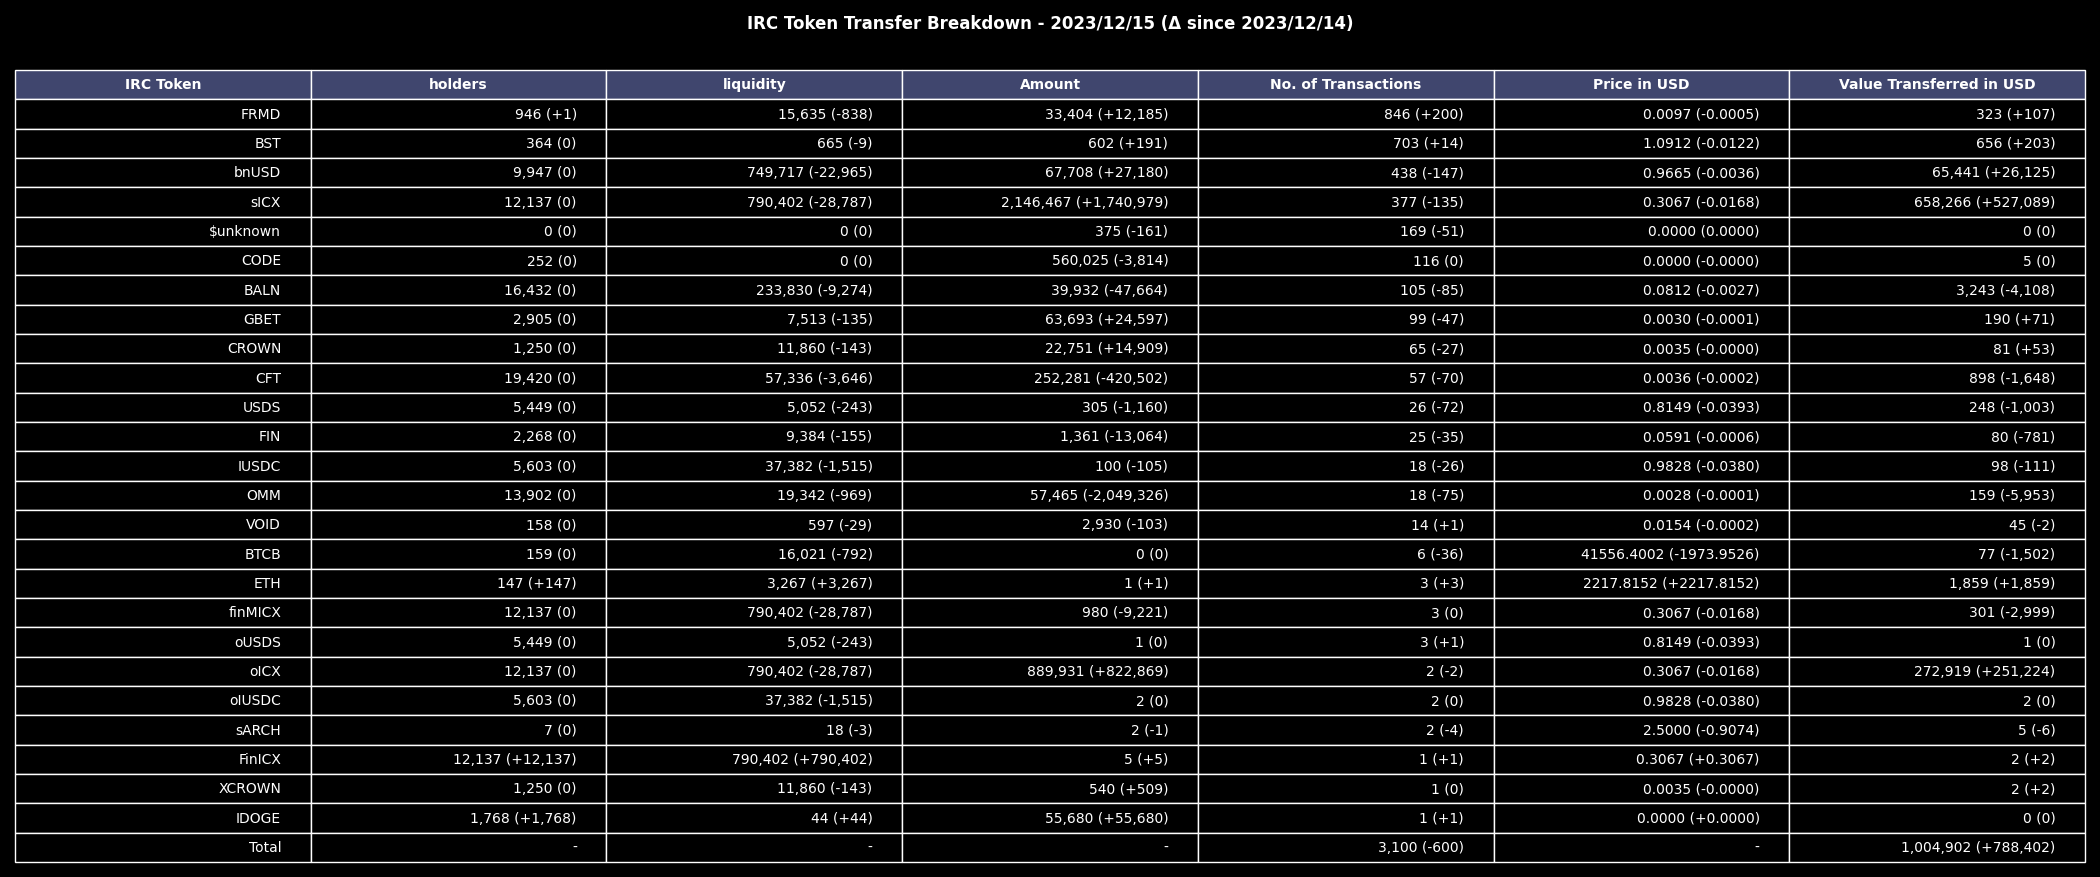 IRC Token Transfer Breakdown - 2023/12/15 (Δ since 2023/12/14)
IRC Token holders liquidity Amount No. of Transactions Price in USD Value Transferred in USD
FRMD 946 (+1) 15,635 (-838) 33,404 (+12,185) 846 (+200) 0.0097 (-0.0005) 323 (+107)
BST 364 (0) 665 (-9) 602 (+191) 703 (+14) 1.0912 (-0.0122) 656 (+203)
bnUSD 9,947 (0) 749,717 (-22,965) 67,708 (+27,180) 438 (-147) 0.9665 (-0.0036) 65,441 (+26,125)
sICX 12,137 (0) 790,402 (-28,787) 2,146,467 (+1,740,979) 377 (-135) 0.3067 (-0.0168) 658,266 (+527,089)
$unknown 0 (0) 0 (0) 375 (-161) 169 (-51) 0.0000 (0.0000) 0 (0)
CODE 252 (0) 0 (0) 560,025 (-3,814) 116 (0) 0.0000 (-0.0000) 5 (0)
BALN 16,432 (0) 233,830 (-9,274) 39,932 (-47,664) 105 (-85) 0.0812 (-0.0027) 3,243 (-4,108)
GBET 2,905 (0) 7,513 (-135) 63,693 (+24,597) 99 (-47) 0.0030 (-0.0001) 190 (+71)
CROWN 1,250 (0) 11,860 (-143) 22,751 (+14,909) 65 (-27) 0.0035 (-0.0000) 81 (+53)
CFT 19,420 (0) 57,336 (-3,646) 252,281 (-420,502) 57 (-70) 0.0036 (-0.0002) 898 (-1,648)
USDS 5,449 (0) 5,052 (-243) 305 (-1,160) 26 (-72) 0.8149 (-0.0393) 248 (-1,003)
FIN 2,268 (0) 9,384 (-155) 1,361 (-13,064) 25 (-35) 0.0591 (-0.0006) 80 (-781)
IUSDC 5,603 (0) 37,382 (-1,515) 100 (-105) 18 (-26) 0.9828 (-0.0380) 98 (-111)
OMM 13,902 (0) 19,342 (-969) 57,465 (-2,049,326) 18 (-75) 0.0028 (-0.0001) 159 (-5,953)
VOID 158 (0) 597 (-29) 2,930 (-103) 14 (+1) 0.0154 (-0.0002) 45 (-2)
BTCB 159 (0) 16,021 (-792) 0 (0) 6 (-36) 41556.4002 (-1973.9526) 77 (-1,502)
ETH 147 (+147) 3,267 (+3,267) 1 (+1) 3 (+3) 2217.8152 (+2217.8152) 1,859 (+1,859)
finMICX 12,137 (0) 790,402 (-28,787) 980 (-9,221) 3 (0) 0.3067 (-0.0168) 301 (-2,999)
oUSDS 5,449 (0) 5,052 (-243) 1 (0) 3 (+1) 0.8149 (-0.0393) 1 (0)
oICX 12,137 (0) 790,402 (-28,787) 889,931 (+822,869) 2 (-2) 0.3067 (-0.0168) 272,919 (+251,224)
oIUSDC 5,603 (0) 37,382 (-1,515) 2 (0) 2 (0) 0.9828 (-0.0380) 2 (0)
sARCH 7 (0) 18 (-3) 2 (-1) 2 (-4) 2.5000 (-0.9074) 5 (-6)
FinICX 12,137 (+12,137) 790,402 (+790,402) 5 (+5) 1 (+1) 0.3067 (+0.3067) 2 (+2)
XCROWN 1,250 (0) 11,860 (-143) 540 (+509) 1 (0) 0.0035 (-0.0000) 2 (+2)
IDOGE 1,768 (+1,768) 44 (+44) 55,680 (+55,680) 1 (+1) 0.0000 (+0.0000) 0 (0)
Total - - - 3,100 (-600) - 1,004,902 (+788,402)